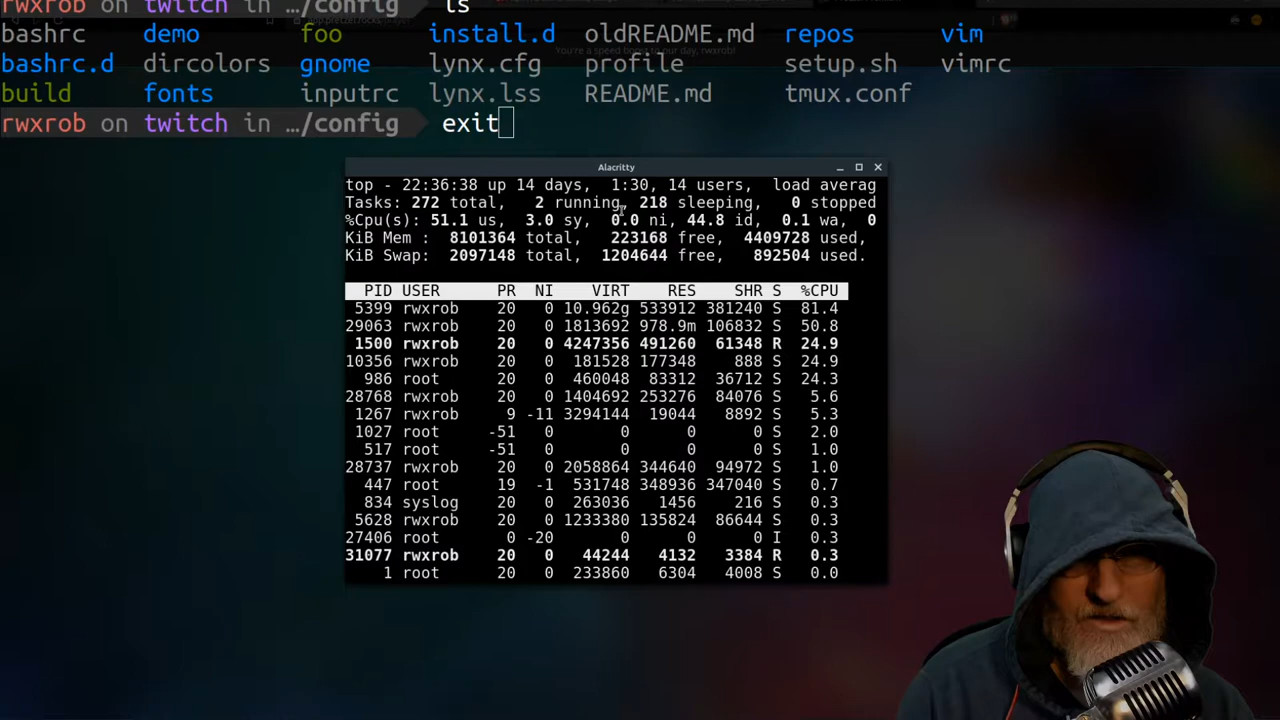 rwxrob on twitch in …/config ls
bashrc demo foo install.d oldREADME.md repos vim
bashrc.d dircolors gnome lynx.cfg profile setup.sh vimrc
build fonts inputrc lynx.lss README.md tmux.conf
rwxrob on twitch in …/config exit
Alacritty
top - 22:36:38 up 14 days, 1:30, 14 users, load averag
Tasks: 272 total, 2 running, 218 sleeping, 0 stopped
%Cpu(s): 51.1 us, 3.0 sy, 0.0 ni, 44.8 id, 0.1 wa, 0
KiB Mem : 8101364 total, 223168 free, 4409728 used,
KiB Swap: 2097148 total, 1204644 free, 892504 used.
PID USER PR NI VIRT RES SHR S %CPU
5399 rwxrob 20 0 10.962g 533912 381240 S 81.4
29063 rwxrob 20 0 1813692 978.9m 106832 S 50.8
1500 rwxrob 20 0 4247356 491260 61348 R 24.9
10356 rwxrob 20 0 181528 177348 888 S 24.9
986 root 20 0 460048 83312 36712 S 24.3
28768 rwxrob 20 0 1404692 253276 84076 S 5.6
1267 rwxrob 9 -11 3294144 19044 8892 S 5.3
1027 root -51 0 0 0 0 S 2.0
517 root -51 0 0 0 0 S 1.0
28737 rwxrob 20 0 2058864 344640 94972 S 1.0
447 root 19 -1 531748 348936 347040 S 0.7
834 syslog 20 0 263036 1456 216 S 0.3
5628 rwxrob 20 0 1233380 135824 86644 S 0.3
27406 root 0 -20 0 0 0 I 0.3
31077 rwxrob 20 0 44244 4132 3384 R 0.3
1 root 20 0 233860 6304 4008 S 0.0